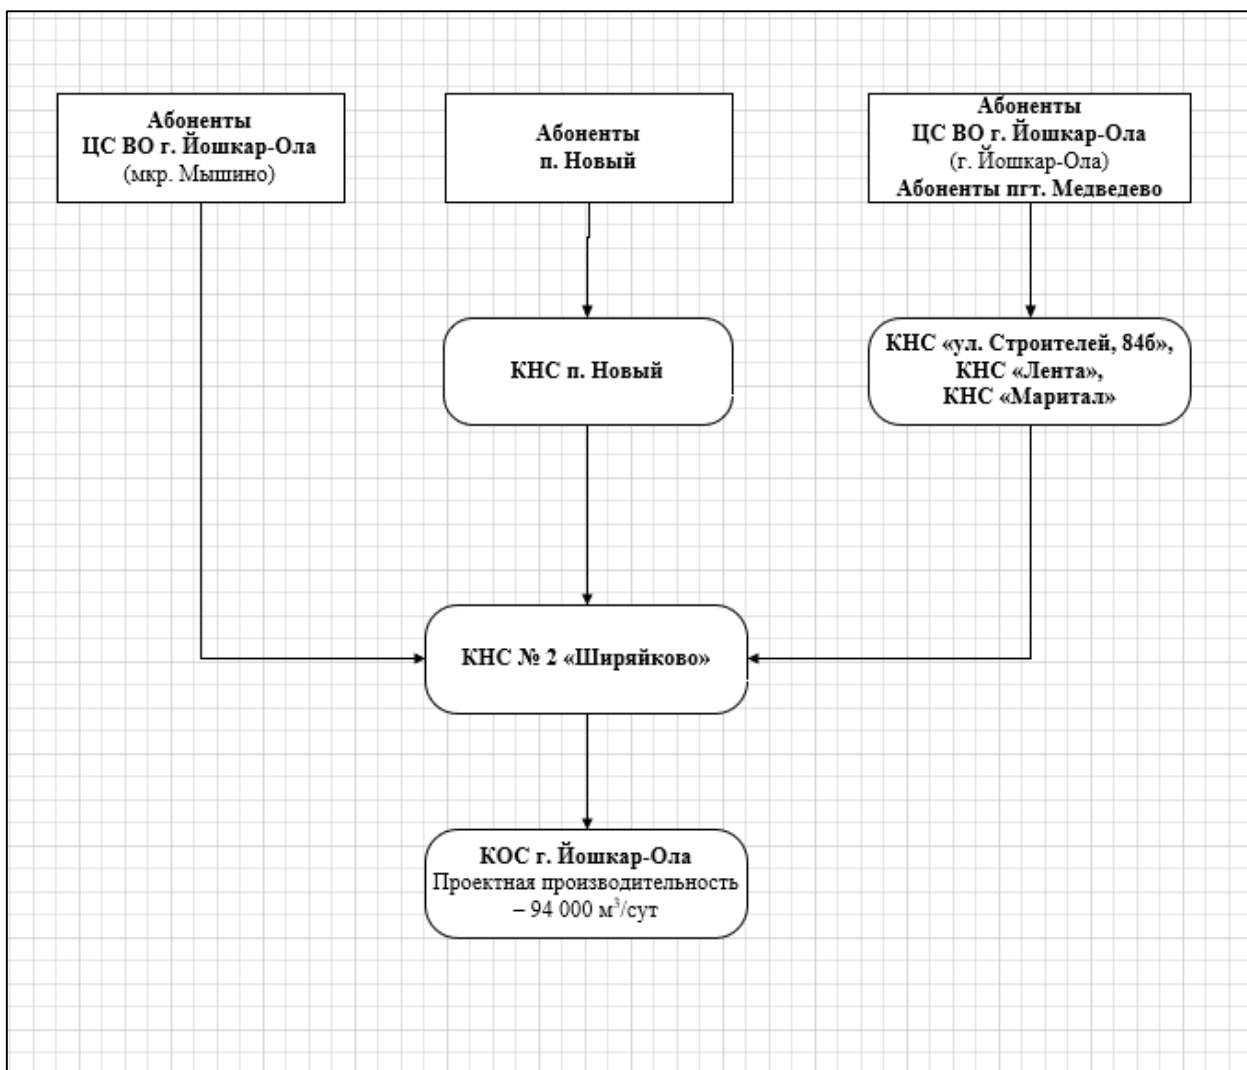 Абоненты
ЦС ВО г. Йошкар-Ола
(мкр. Мышино)
Абоненты
п. Новый
Абоненты
ЦС ВО г. Йошкар-Ола
(г. Йошкар-Ола)
Абоненты пгт. Медведево
КНС п. Новый
КНС «ул. Строителей, 84б»,
КНС «Лента»,
КНС «Маритал»
КНС № 2 «Ширяйково»
КОС г. Йошкар-Ола
Проектная производительность
– 94 000 м³/сут